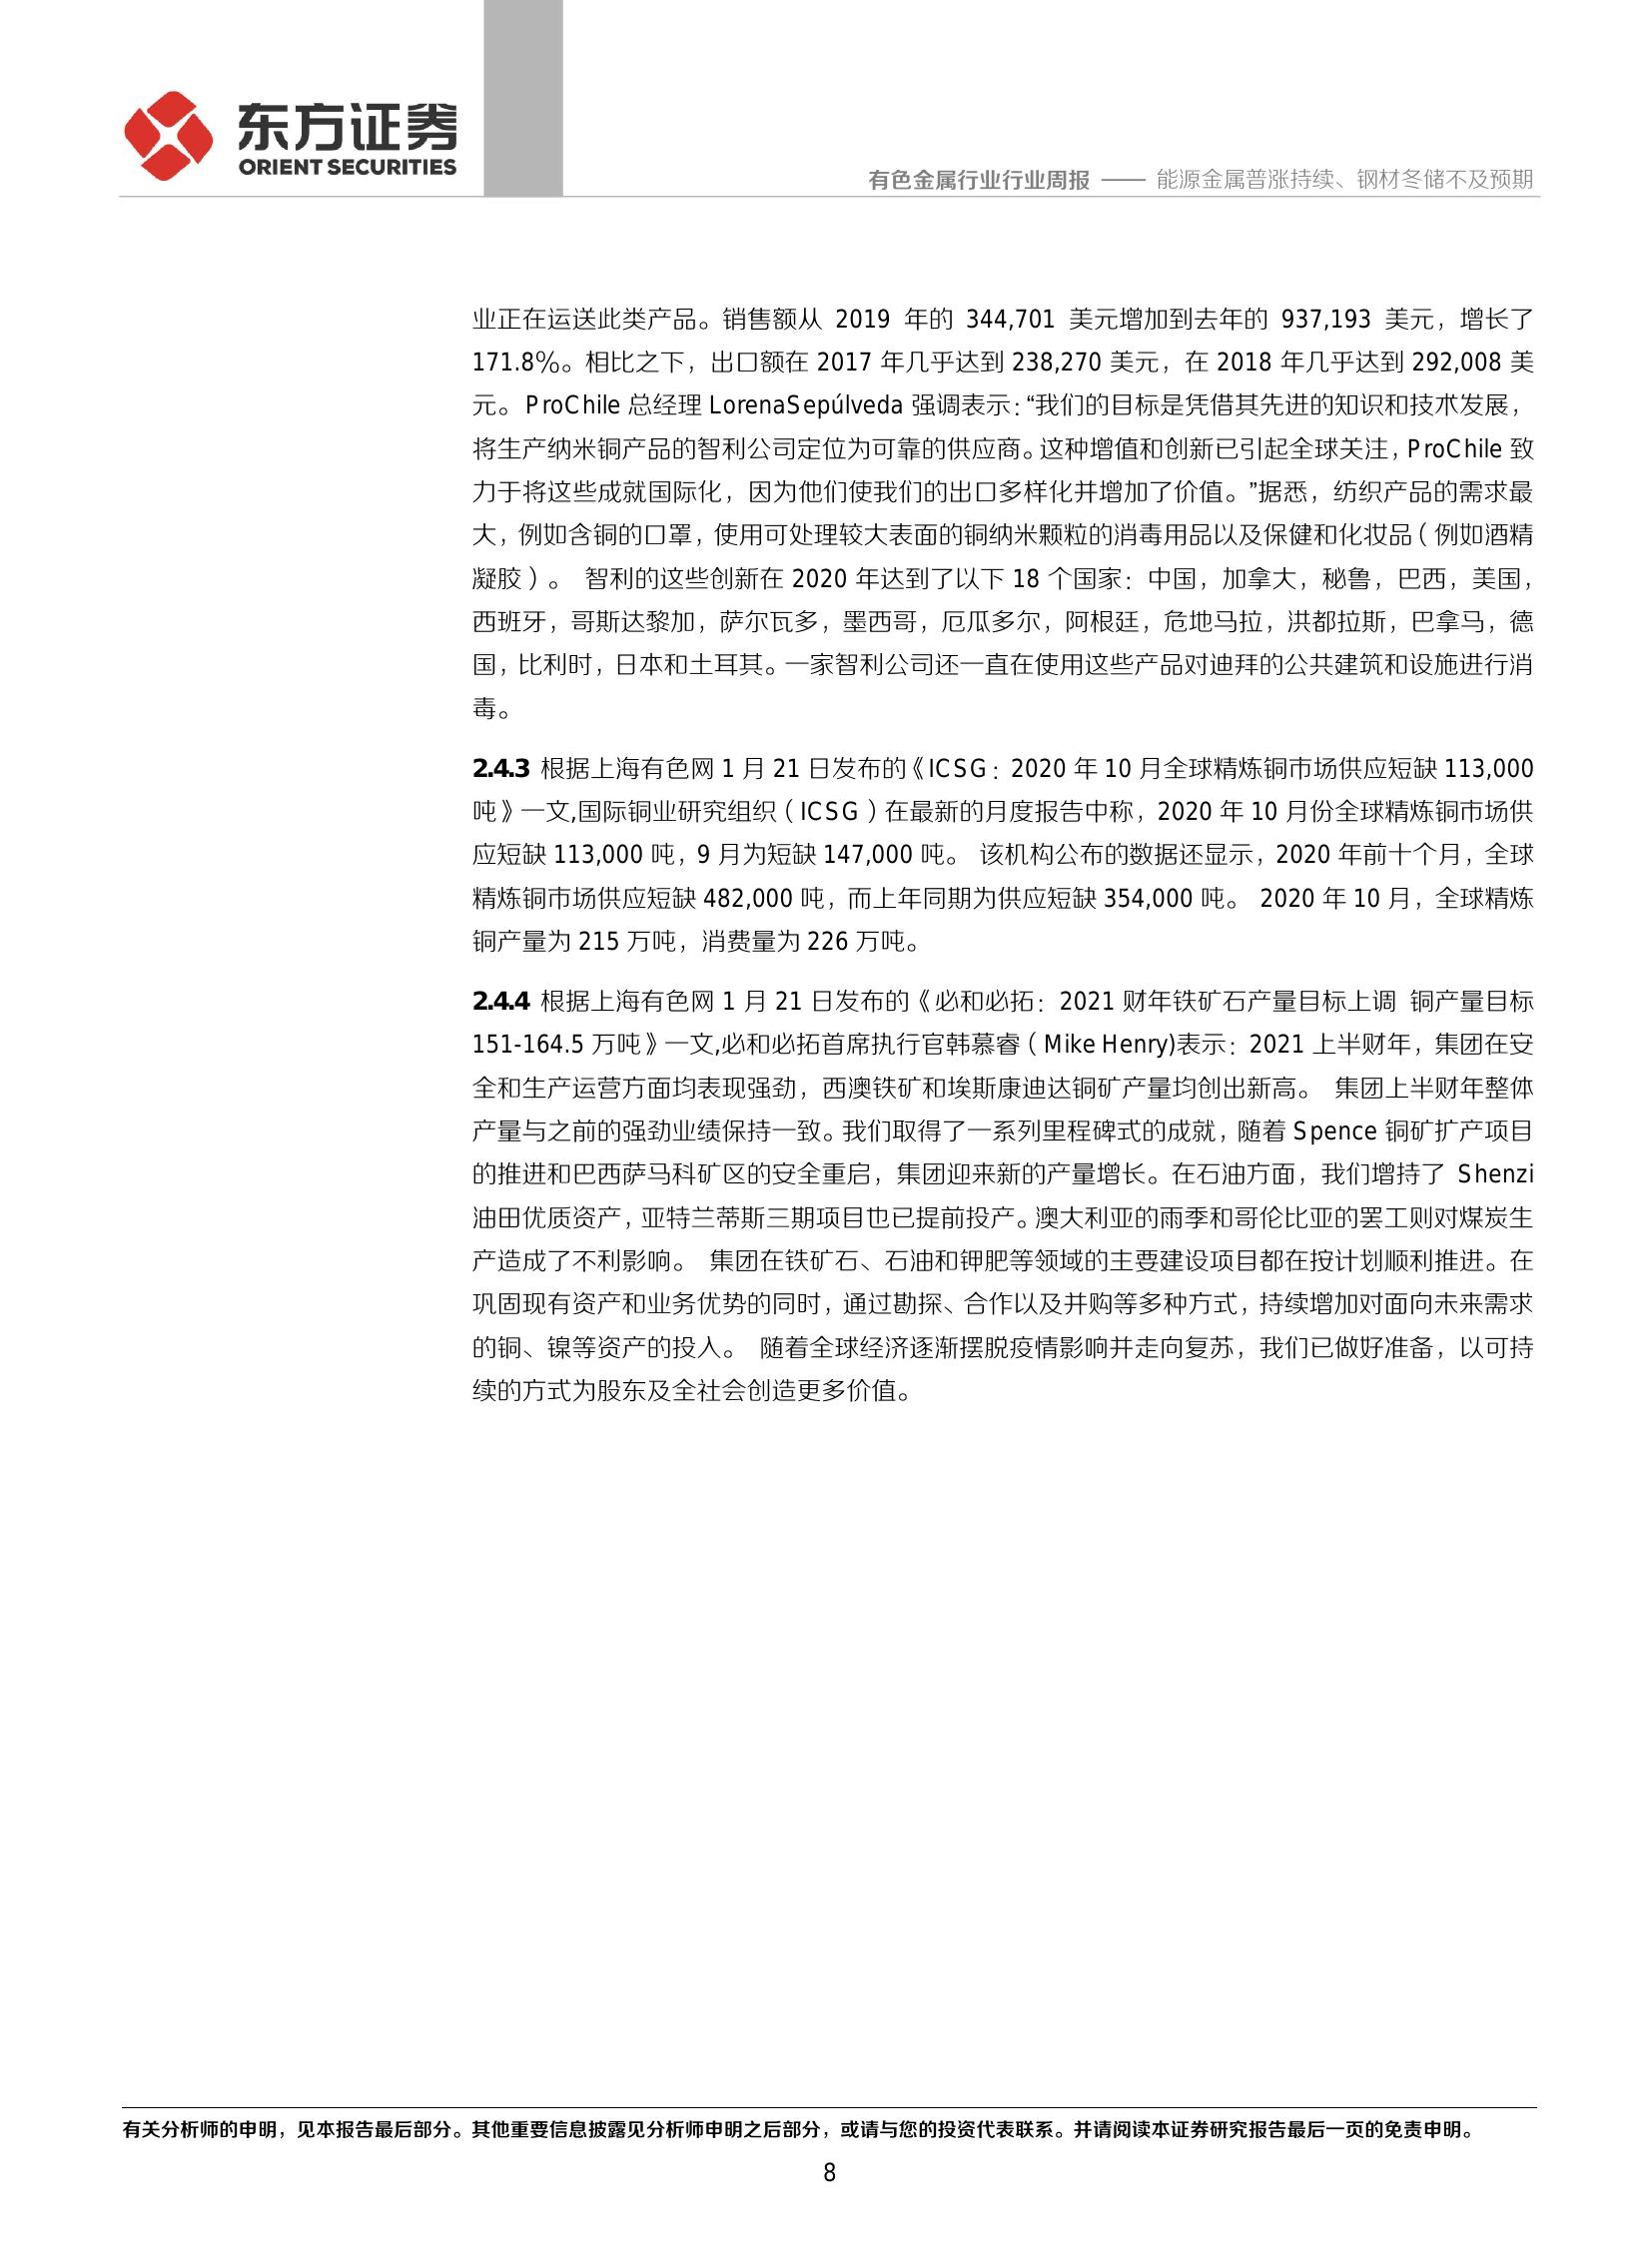 东方证券
ORIENT SECURITIES
有色金属行业行业周报 —— 能源金属普涨持续、钢材冬储不及预期
业正在运送此类产品。销售额从 2019 年的 344,701 美元增加到去年的 937,193 美元，增长了
171.8％。相比之下，出口额在 2017 年几乎达到 238,270 美元，在 2018 年几乎达到 292,008 美
元。ProChile 总经理 LorenaSepúlveda 强调表示：“我们的目标是凭借其先进的知识和技术发展，
将生产纳米铜产品的智利公司定位为可靠的供应商。这种增值和创新已引起全球关注，ProChile 致
力于将这些成就国际化，因为他们使我们的出口多样化并增加了价值。”据悉，纺织产品的需求最
大，例如含铜的口罩，使用可处理较大表面的铜纳米颗粒的消毒用品以及保健和化妆品（例如酒精
凝胶）。 智利的这些创新在 2020 年达到了以下 18 个国家：中国，加拿大，秘鲁，巴西，美国，
西班牙，哥斯达黎加，萨尔瓦多，墨西哥，厄瓜多尔，阿根廷，危地马拉，洪都拉斯，巴拿马，德
国，比利时，日本和土耳其。一家智利公司还一直在使用这些产品对迪拜的公共建筑和设施进行消
毒。
2.4.3 根据上海有色网 1 月 21 日发布的《ICSG：2020 年 10 月全球精炼铜市场供应短缺 113,000
吨》一文,国际铜业研究组织（ICSG）在最新的月度报告中称，2020 年 10 月份全球精炼铜市场供
应短缺 113,000 吨，9 月为短缺 147,000 吨。 该机构公布的数据还显示，2020 年前十个月，全球
精炼铜市场供应短缺 482,000 吨，而上年同期为供应短缺 354,000 吨。 2020 年 10 月，全球精炼
铜产量为 215 万吨，消费量为 226 万吨。
2.4.4 根据上海有色网 1 月 21 日发布的《必和必拓：2021 财年铁矿石产量目标上调 铜产量目标
151-164.5 万吨》一文,必和必拓首席执行官韩慕睿（Mike Henry)表示：2021 上半财年，集团在安
全和生产运营方面均表现强劲，西澳铁矿和埃斯康迪达铜矿产量均创出新高。 集团上半财年整体
产量与之前的强劲业绩保持一致。我们取得了一系列里程碑式的成就，随着 Spence 铜矿扩产项目
的推进和巴西萨马科矿区的安全重启，集团迎来新的产量增长。在石油方面，我们增持了 Shenzi
油田优质资产，亚特兰蒂斯三期项目也已提前投产。澳大利亚的雨季和哥伦比亚的罢工则对煤炭生
产造成了不利影响。 集团在铁矿石、石油和钾肥等领域的主要建设项目都在按计划顺利推进。在
巩固现有资产和业务优势的同时，通过勘探、合作以及并购等多种方式，持续增加对面向未来需求
的铜、镍等资产的投入。 随着全球经济逐渐摆脱疫情影响并走向复苏，我们已做好准备，以可持
续的方式为股东及全社会创造更多价值。
有关分析师的申明，见本报告最后部分。其他重要信息披露见分析师申明之后部分，或请与您的投资代表联系。并请阅读本证券研究报告最后一页的免责申明。
8